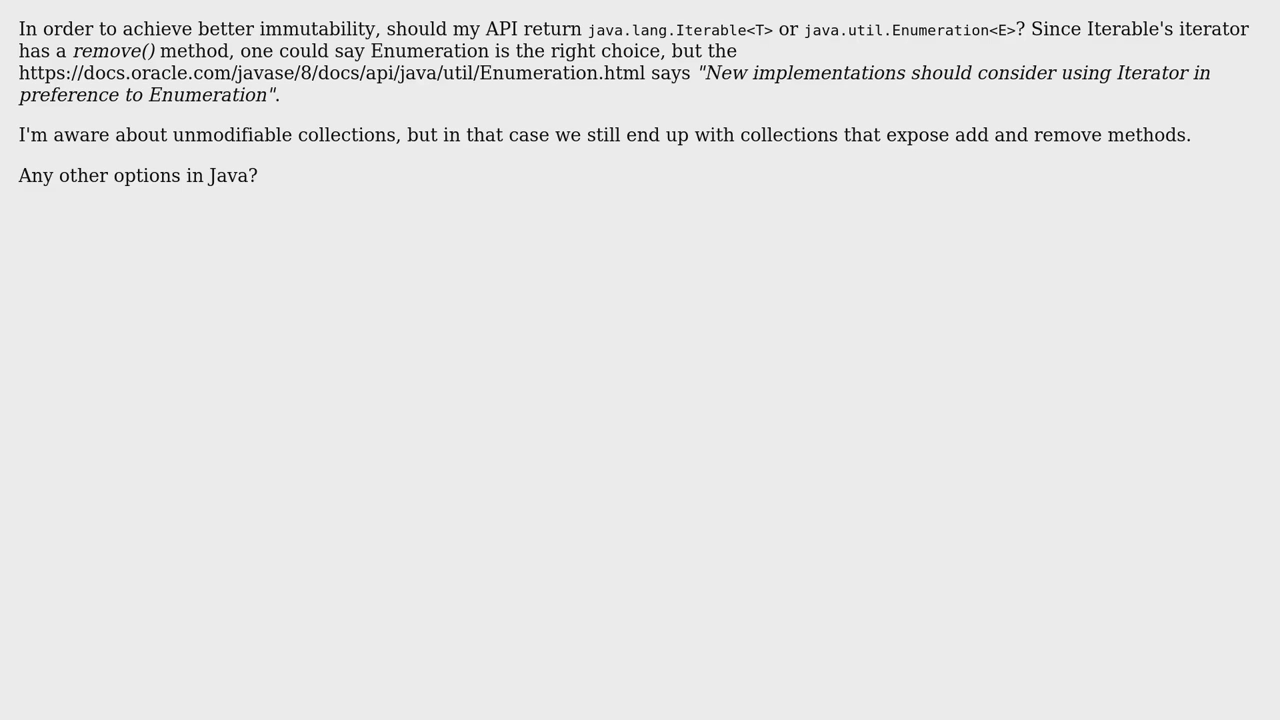 In order to achieve better immutability, should my API return java.lang.Iterable<T> or java.util.Enumeration<E>? Since Iterable's iterator
has a remove() method, one could say Enumeration is the right choice, but the
https://docs.oracle.com/javase/8/docs/api/java/util/Enumeration.html says "New implementations should consider using Iterator in
preference to Enumeration".
I'm aware about unmodifiable collections, but in that case we still end up with collections that expose add and remove methods.
Any other options in Java?